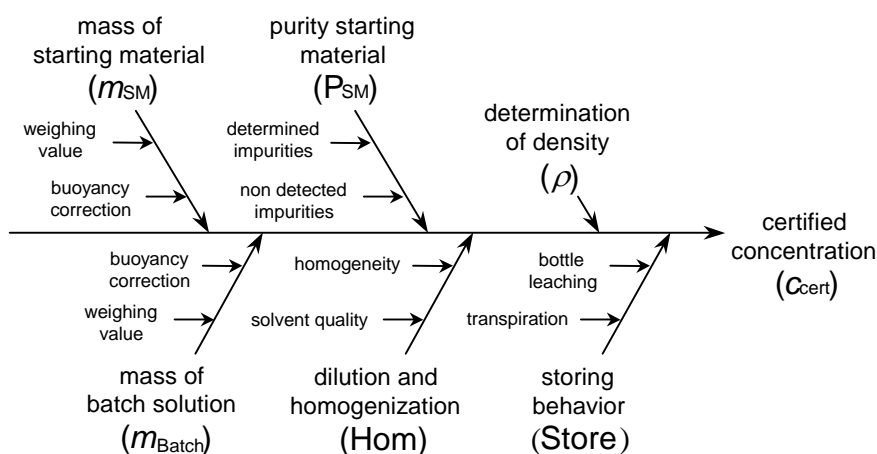 mass of
starting material
(mSM)
purity starting
material
(PSM)
weighing
value
buoyancy
correction
determined
impurities
non detected
impurities
determination
of density
(ρ)
certified
concentration
(ccert)
buoyancy
correction
weighing
value
homogeneity
solvent quality
bottle
leaching
transpiration
mass of
batch solution
(mBatch)
dilution and
homogenization
(Hom)
storing
behavior
(Store)